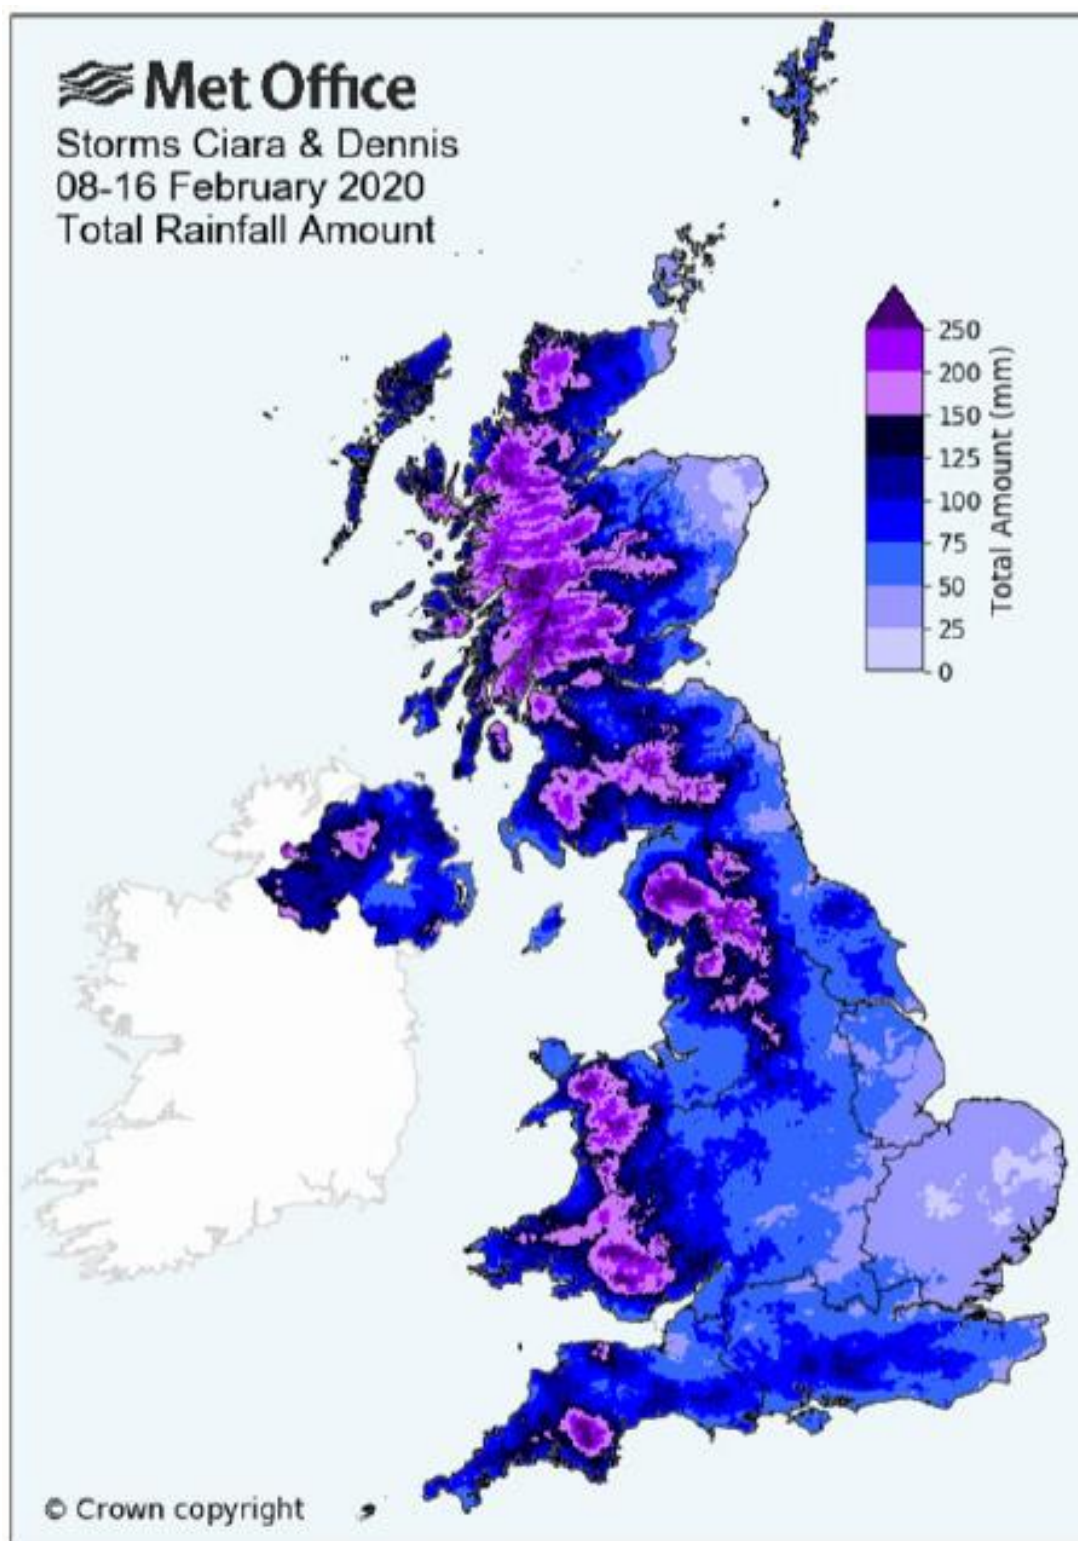 Met Office
Storms Ciara & Dennis
08-16 February 2020
Total Rainfall Amount
250
200
150
125
100
75
50
25
0
Total Amount (mm)
© Crown copyright